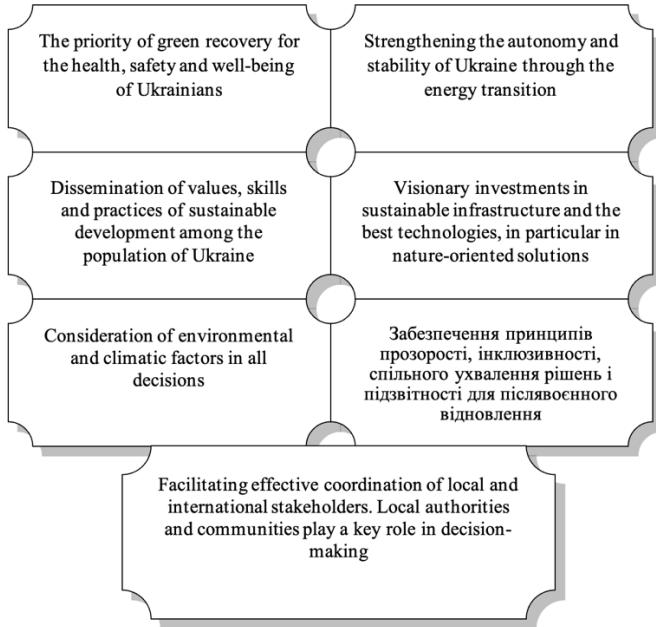 The priority of green recovery for
the health, safety and well-being
of Ukrainians
Strengthening the autonomy and
stability of Ukraine through the
energy transition
Dissemination of values, skills
and practices of sustainable
development among the
population of Ukraine
Visionary investments in
sustainable infrastructure and the
best technologies, in particular in
nature-oriented solutions
Consideration of environmental
and climatic factors in all
decisions
Забезпечення принципів
прозорості, інклюзивності,
спільного ухвалення рішень і
підзвітності для післявоєнного
відновлення
Facilitating effective coordination of local and
international stakeholders. Local authorities
and communities play a key role in decision-
making